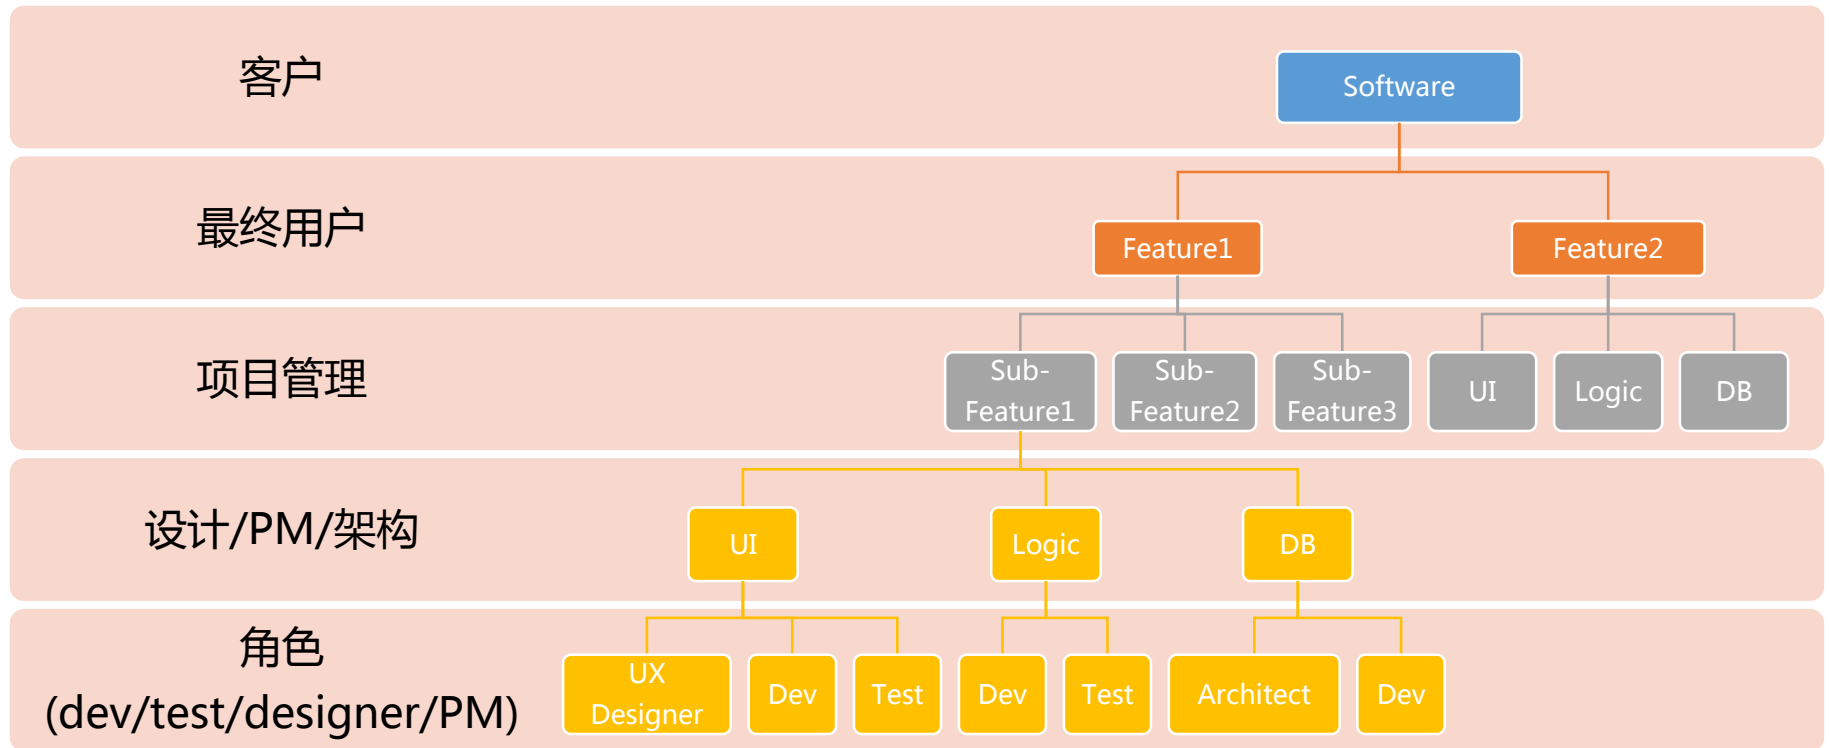 客户
Software
最终用户
Feature1
Feature2
项目管理
Sub-
Feature1
Sub-
Feature2
Sub-
Feature3
UI
Logic
DB
设计/PM/架构
UI
Logic
DB
角色
(dev/test/designer/PM)
UX
Designer
Dev
Test
Dev
Test
Architect
Dev